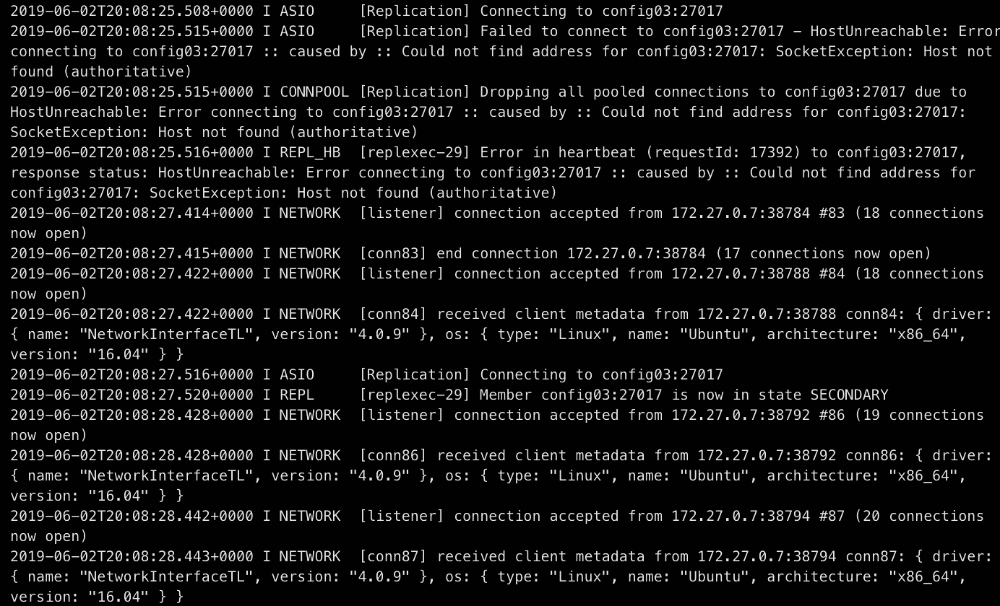 2019-06-02T20:08:25.508+0000 I ASIO     [Replication] Connecting to config03:27017
2019-06-02T20:08:25.515+0000 I ASIO     [Replication] Failed to connect to config03:27017 - HostUnreachable: Error
connecting to config03:27017 :: caused by :: Could not find address for config03:27017: SocketException: Host not
found (authoritative)
2019-06-02T20:08:25.515+0000 I CONNPOOL [Replication] Dropping all pooled connections to config03:27017 due to
HostUnreachable: Error connecting to config03:27017 :: caused by :: Could not find address for config03:27017:
SocketException: Host not found (authoritative)
2019-06-02T20:08:25.516+0000 I REPL_HB  [replexec-29] Error in heartbeat (requestId: 17392) to config03:27017,
response status: HostUnreachable: Error connecting to config03:27017 :: caused by :: Could not find address for
config03:27017: SocketException: Host not found (authoritative)
2019-06-02T20:08:27.414+0000 I NETWORK  [listener] connection accepted from 172.27.0.7:38784 #83 (18 connections
now open)
2019-06-02T20:08:27.415+0000 I NETWORK  [conn83] end connection 172.27.0.7:38784 (17 connections now open)
2019-06-02T20:08:27.422+0000 I NETWORK  [listener] connection accepted from 172.27.0.7:38788 #84 (18 connections
now open)
2019-06-02T20:08:27.422+0000 I NETWORK  [conn84] received client metadata from 172.27.0.7:38788 conn84: { driver:
{ name: "NetworkInterfaceTL", version: "4.0.9" }, os: { type: "Linux", name: "Ubuntu", architecture: "x86_64",
version: "16.04" } }
2019-06-02T20:08:27.516+0000 I ASIO     [Replication] Connecting to config03:27017
2019-06-02T20:08:27.520+0000 I REPL     [replexec-29] Member config03:27017 is now in state SECONDARY
2019-06-02T20:08:28.428+0000 I NETWORK  [listener] connection accepted from 172.27.0.7:38792 #86 (19 connections
now open)
2019-06-02T20:08:28.428+0000 I NETWORK  [conn86] received client metadata from 172.27.0.7:38792 conn86: { driver:
{ name: "NetworkInterfaceTL", version: "4.0.9" }, os: { type: "Linux", name: "Ubuntu", architecture: "x86_64",
version: "16.04" } }
2019-06-02T20:08:28.442+0000 I NETWORK  [listener] connection accepted from 172.27.0.7:38794 #87 (20 connections
now open)
2019-06-02T20:08:28.443+0000 I NETWORK  [conn87] received client metadata from 172.27.0.7:38794 conn87: { driver:
{ name: "NetworkInterfaceTL", version: "4.0.9" }, os: { type: "Linux", name: "Ubuntu", architecture: "x86_64",
version: "16.04" } }